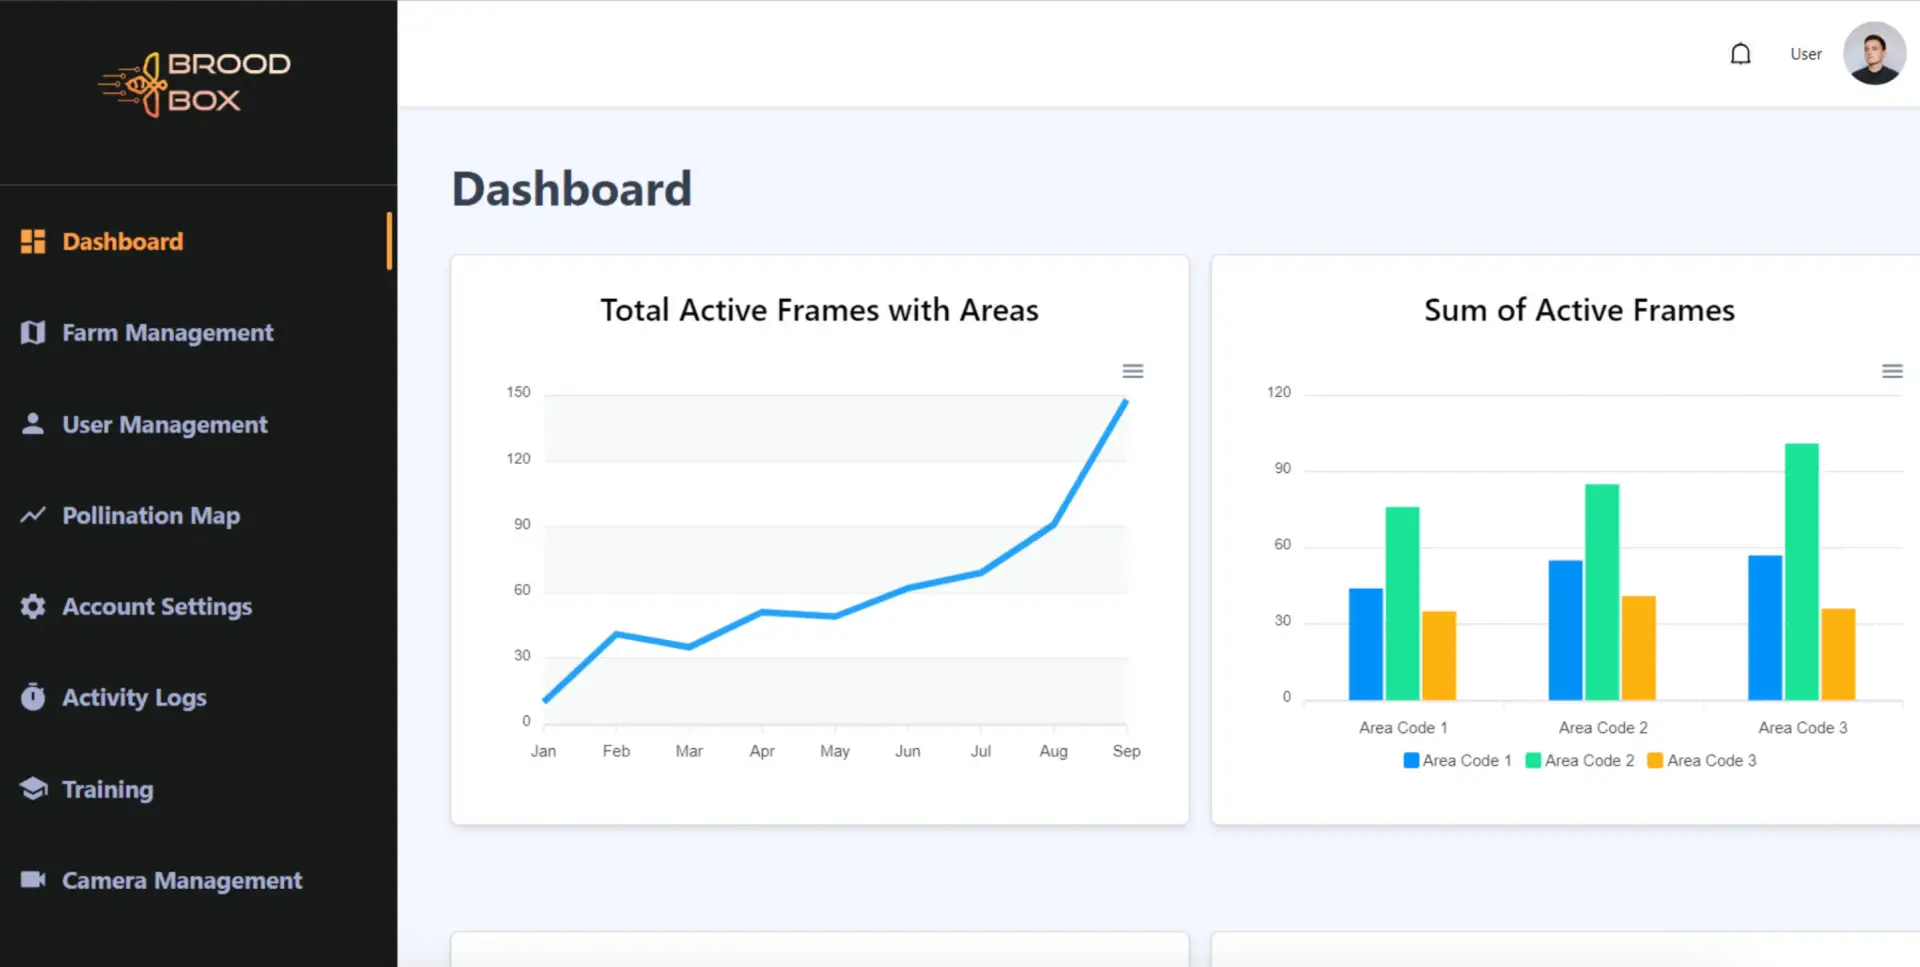 BROOD
BOX
User
Dashboard
Farm Management
User Management
Pollination Map
Account Settings
Activity Logs
Training
Camera Management
Dashboard
Total Active Frames with Areas
150
120
90
60
30
0
Jan Feb Mar Apr May Jun Jul Aug Sep
Sum of Active Frames
120
90
60
30
0
Area Code 1 Area Code 2 Area Code 3
Area Code 1 Area Code 2 Area Code 3